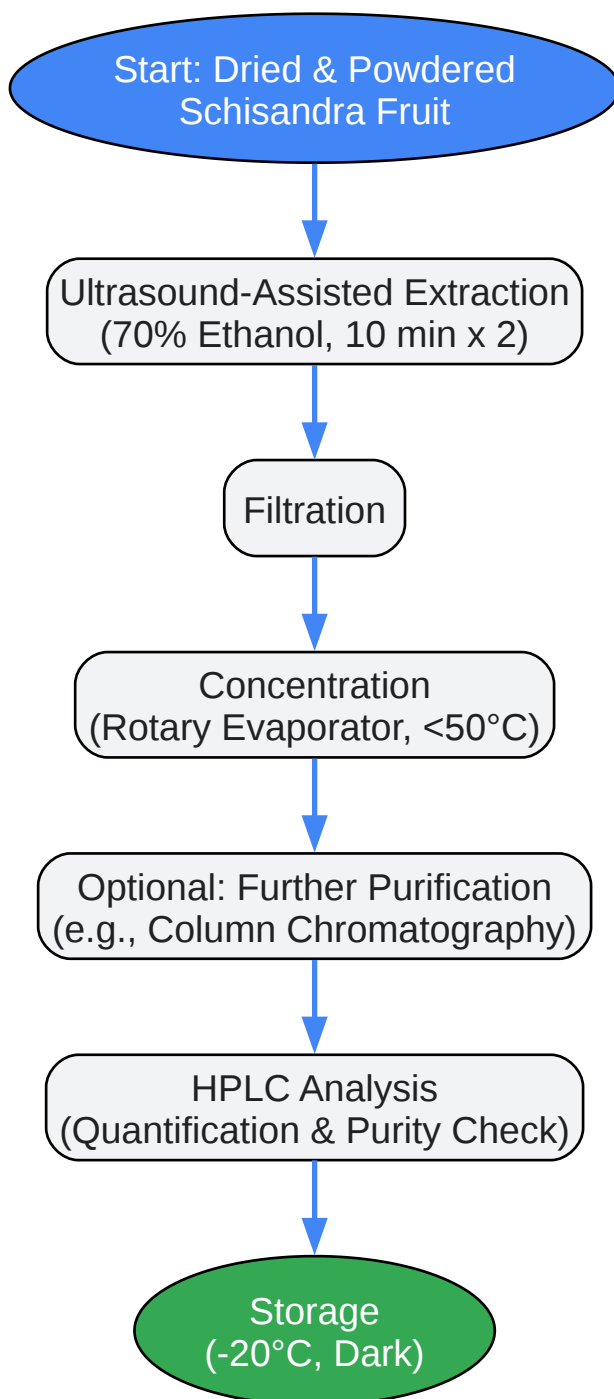 Start: Dried & Powdered
Schisandra Fruit
Ultrasound-Assisted Extraction
(70% Ethanol, 10 min x 2)
Filtration
Concentration
(Rotary Evaporator, <50°C)
Optional: Further Purification
(e.g., Column Chromatography)
HPLC Analysis
(Quantification & Purity Check)
Storage
(-20°C, Dark)